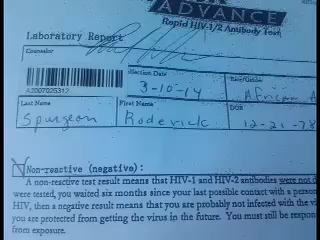 ADVANCE
Rapid HIV-1/2 Antibody Test
Laboratory Report
Counselor
A2007025312
Collection Date
3-10-14
Race/Ethnic
African A
Last Name
First Name
DOB
Spurgeon
Roderick
12-21-78
Non-reactive (negative):
A non-reactive test result means that HIV-1 and HIV-2 antibodies were not d
were tested, you waited six months since your last possible contact with a person
HIV, then a negative result means that you are probably not infected with the vi
you are protected from getting the virus in the future. You must still be respon
from exposure.